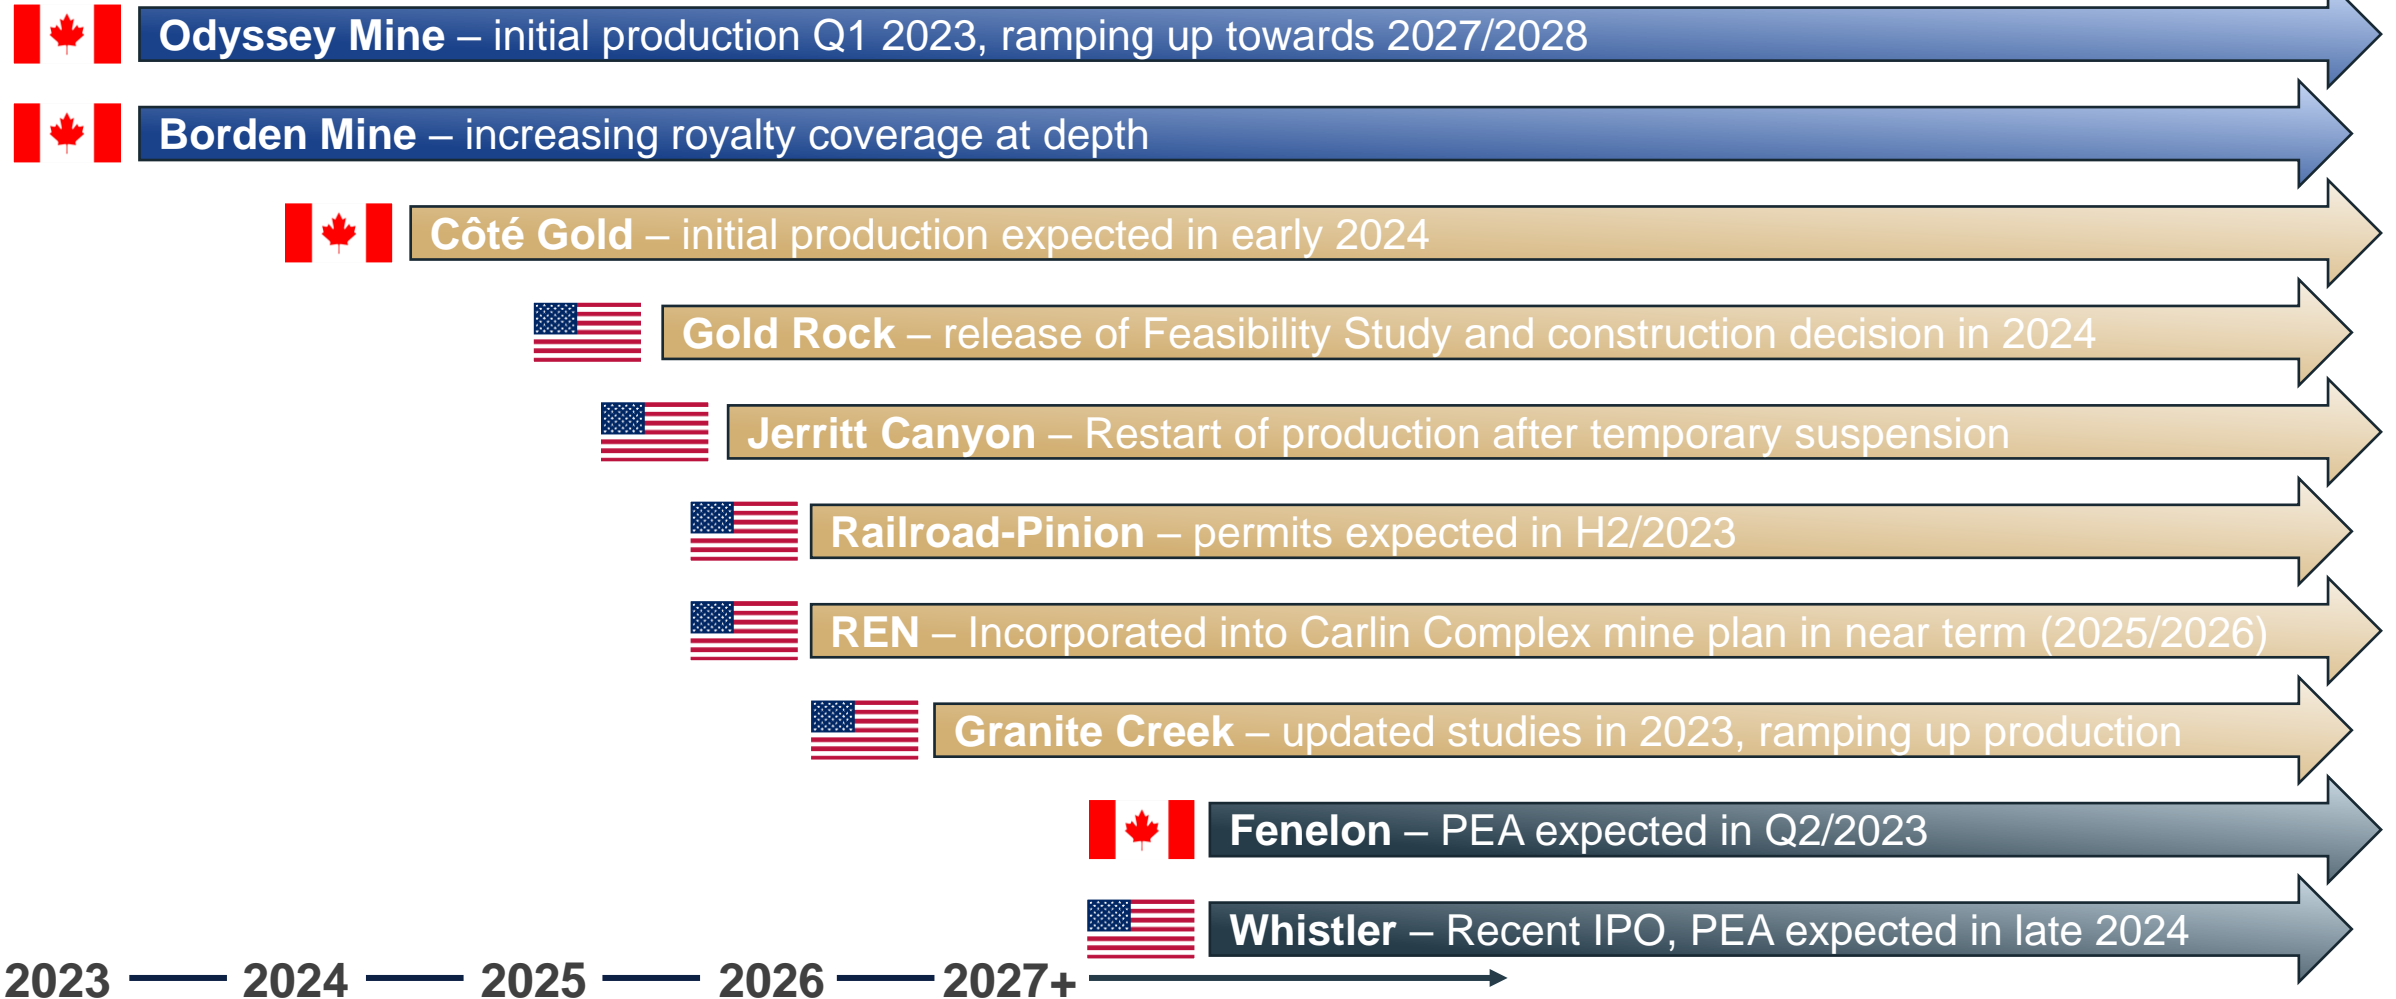 Odyssey Mine – initial production Q1 2023, ramping up towards 2027/2028
Borden Mine – increasing royalty coverage at depth
Côté Gold – initial production expected in early 2024
Gold Rock – release of Feasibility Study and construction decision in 2024
Jerritt Canyon – Restart of production after temporary suspension
Railroad-Pinion – permits expected in H2/2023
REN – Incorporated into Carlin Complex mine plan in near term (2025/2026)
Granite Creek – updated studies in 2023, ramping up production
Fenelon – PEA expected in Q2/2023
Whistler – Recent IPO, PEA expected in late 2024
2023 2024 2025 2026 2027+